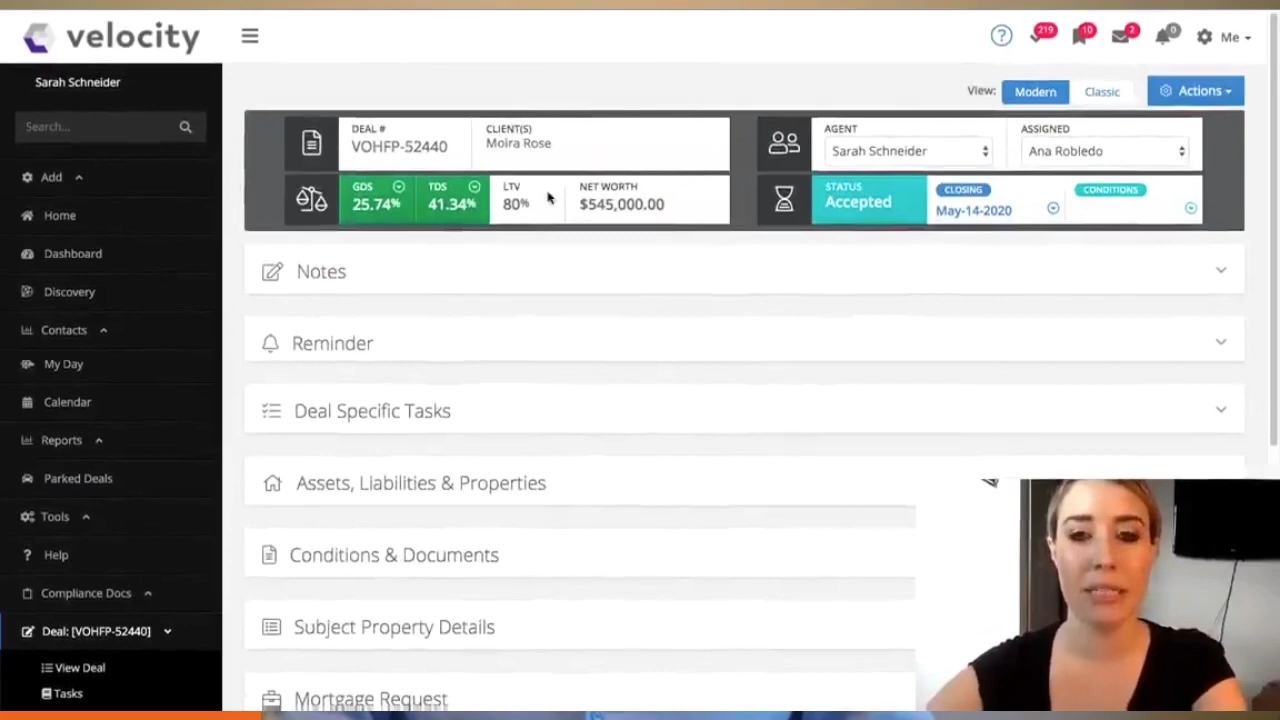 velocity
219
10
2
0
Me
Sarah Schneider
View:
Modern
Classic
Actions
Search...
DEAL #
VOHFP-52440
CLIENT(S)
Moira Rose
AGENT
Sarah Schneider
ASSIGNED
Ana Robledo
GDS
25.74%
TDS
41.34%
LTV
80%
NET WORTH
$545,000.00
STATUS
Accepted
CLOSING
May-14-2020
CONDITIONS
Add
Home
Dashboard
Discovery
Contacts
My Day
Calendar
Reports
Parked Deals
Tools
Help
Compliance Docs
Deal: [VOHFP-52440]
View Deal
Tasks
Notes
Reminder
Deal Specific Tasks
Assets, Liabilities & Properties
Conditions & Documents
Subject Property Details
Mortgage Request